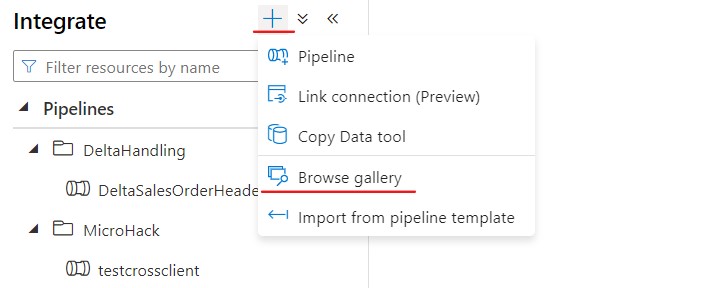 Integrate
Filter resources by name
Pipelines
DeltaHandling
DeltaSalesOrderHeade
MicroHack
testcrossclient
Pipeline
Link connection (Preview)
Copy Data tool
Browse gallery
Import from pipeline template